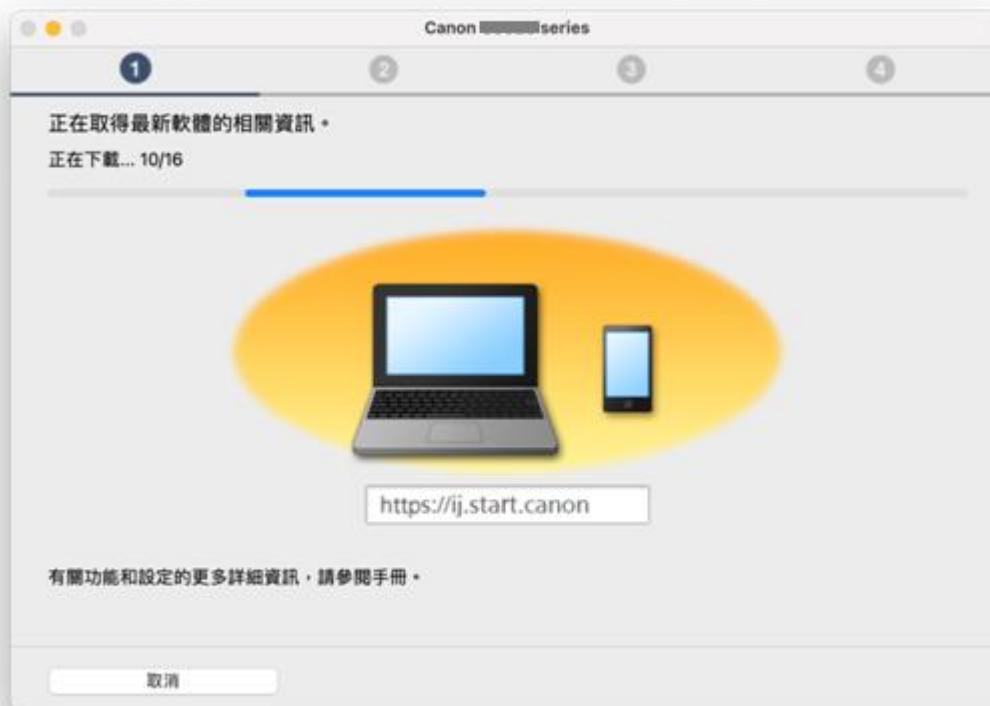 Canon series
1
2
3
4
正在取得最新軟體的相關資訊。
正在下載... 10/16
https://ij.start.canon
有關功能和設定的更多詳細資訊，請參閱手冊。
取消